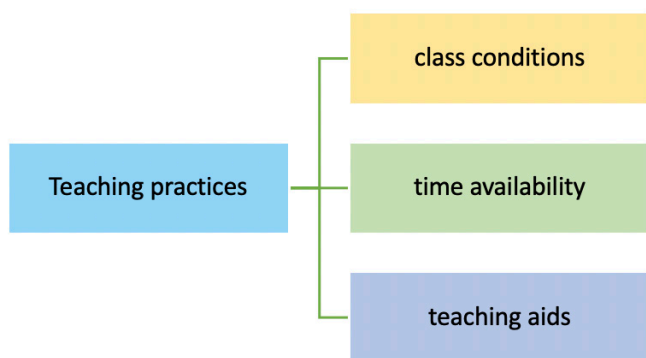 Teaching practices
class conditions
time availability
teaching aids